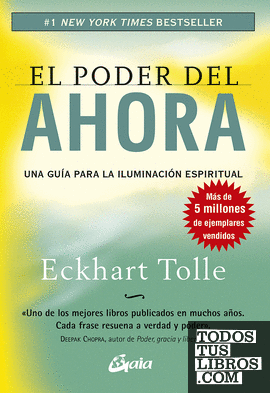 #1 NEW YORK TIMES BESTSELLER
EL PODER DEL
AHORA
UNA GUÍA PARA LA ILUMINACIÓN ESPIRITUAL
Más de
5 millones
de ejemplares
vendidos
Eckhart Tolle
«Uno de los mejores libros publicados en muchos años.
Cada frase resuena a verdad y poder».
DEEPAK CHOPRA, autor de Poder, gracia y
gaia
TODOS
TUS
LIBROS